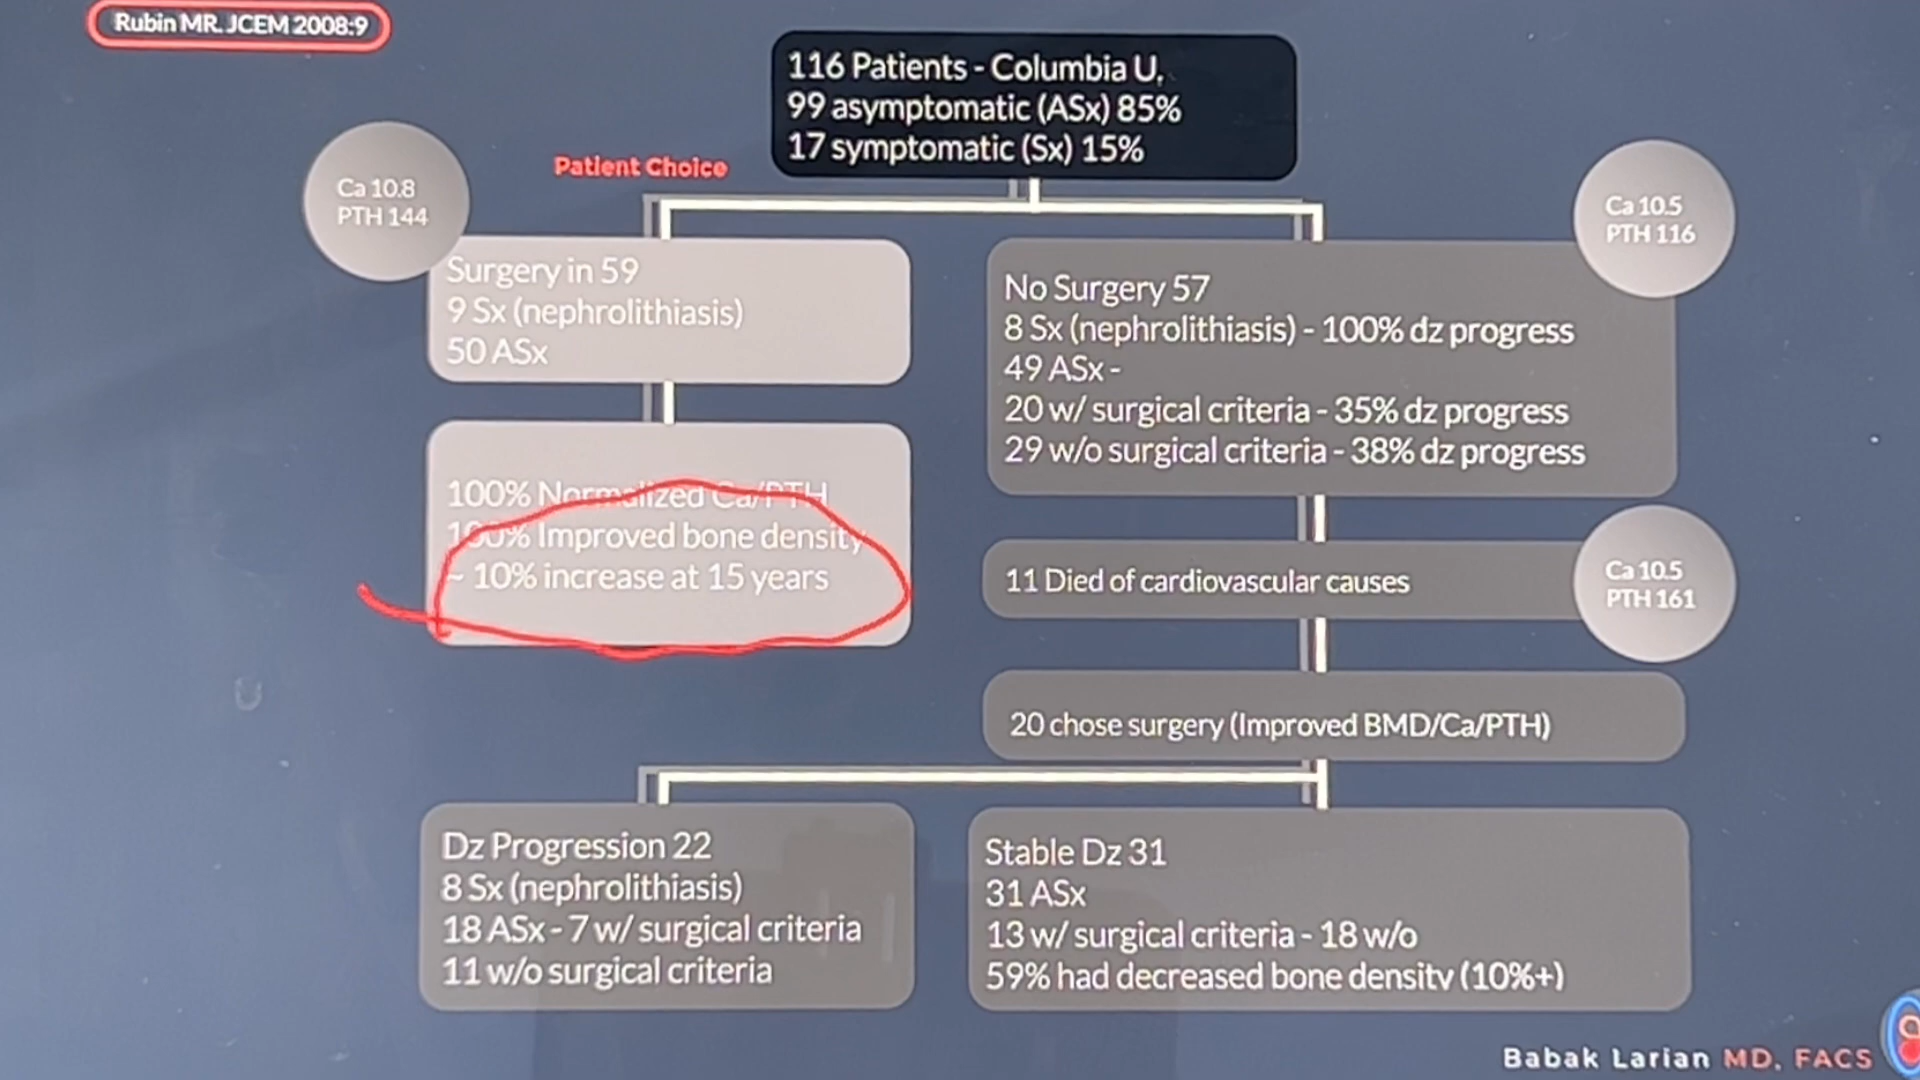 Rubin MR. JCEM 2008:9
116 Patients - Columbia U,
99 asymptomatic (ASx) 85%
17 symptomatic (Sx) 15%
Patient Choice
Ca 10.8
PTH 144
Surgery in 59
9 Sx (nephrolithiasis)
50 ASx
Ca 10.5
PTH 116
No Surgery 57
8 Sx (nephrolithiasis) - 100% dz progress
49 ASx -
20 w/ surgical criteria - 35% dz progress
29 w/o surgical criteria - 38% dz progress
100% Normalized Ca/PTH
100% Improved bone density
~ 10% increase at 15 years
11 Died of cardiovascular causes
Ca 10.5
PTH 161
20 chose surgery (Improved BMD/Ca/PTH)
Dz Progression 22
8 Sx (nephrolithiasis)
18 ASx - 7 w/ surgical criteria
11 w/o surgical criteria
Stable Dz 31
31 ASx
13 w/ surgical criteria - 18 w/o
59% had decreased bone density (10%+)
Babak Larian MD, FACS